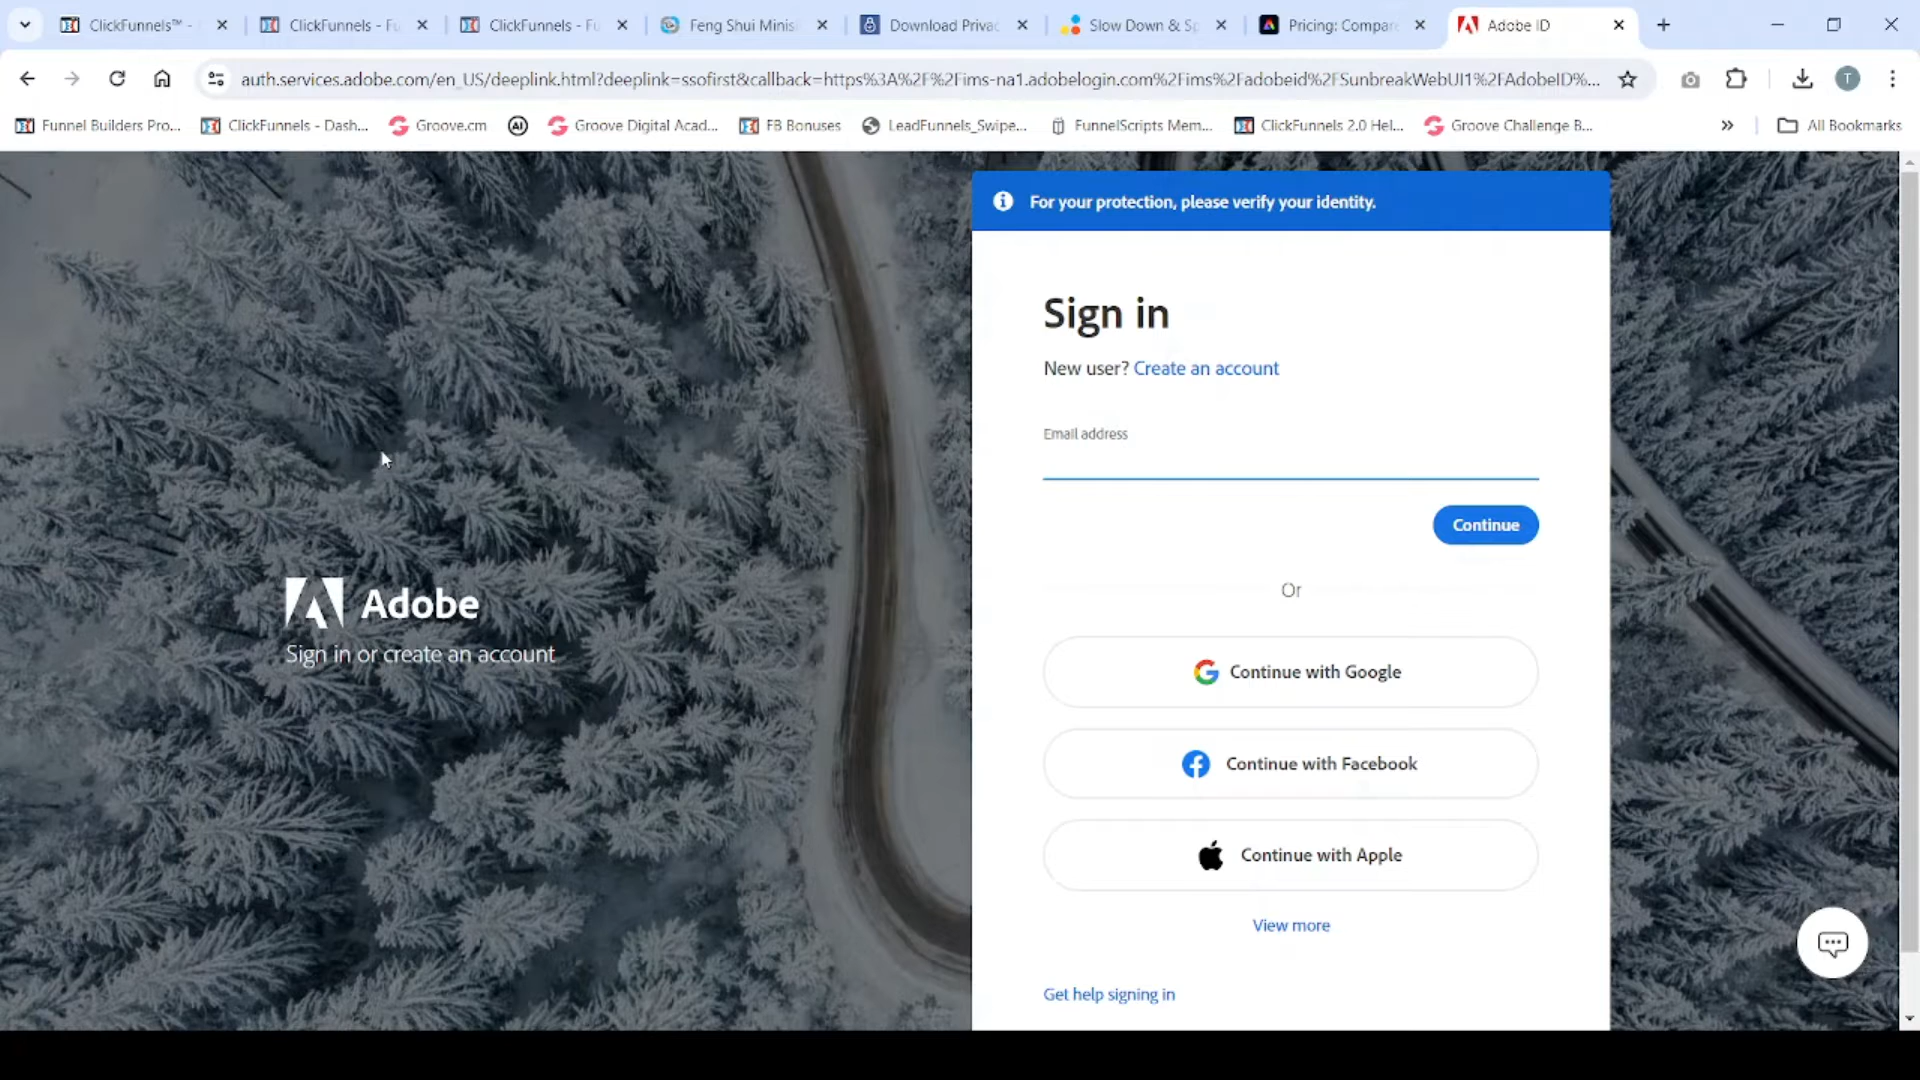 ClickFunnels™ -
ClickFunnels - Fu
ClickFunnels - Fu
Feng Shui Minis
Download Privac
Slow Down & Sp
Pricing: Compar
Adobe ID
auth.services.adobe.com/en_US/deeplink.html?deeplink=ssofirst&callback=https%3A%2F%2Fims-na1.adobelogin.com%2Fims%2Fadobeid%2FSunbreakWebUI1%2FAdobeID%...
T
Funnel Builders Pro...
ClickFunnels - Dash...
Groove.cm
AI
Groove Digital Acad...
FB Bonuses
LeadFunnels_Swipe...
FunnelScripts Mem...
ClickFunnels 2.0 Hel...
Groove Challenge B...
All Bookmarks
For your protection, please verify your identity.
Sign in
New user? Create an account
Email address
Continue
Or
Continue with Google
Continue with Facebook
Continue with Apple
View more
Get help signing in
Adobe
Sign in or create an account